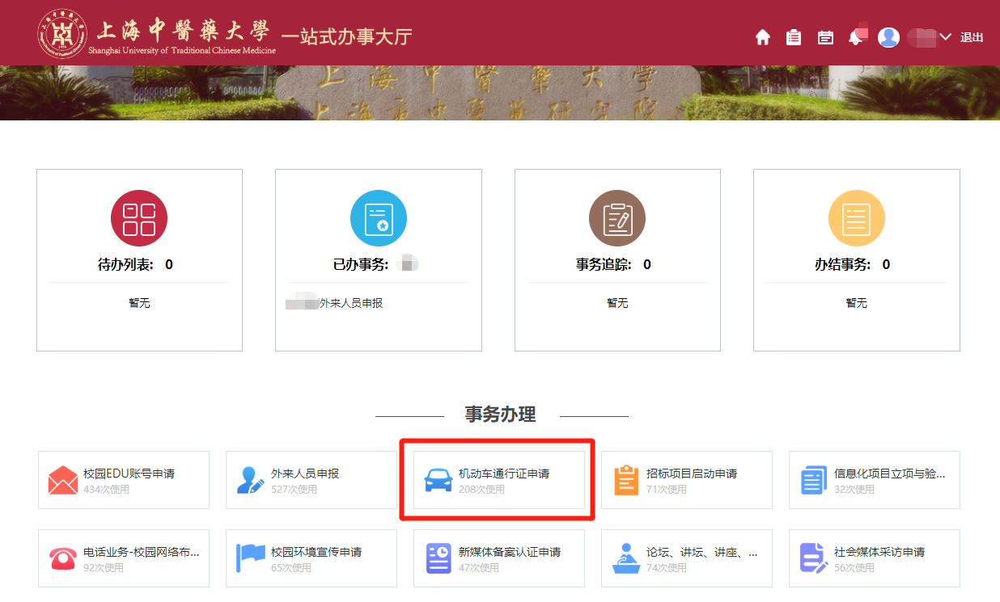 上海中醫藥大學
Shanghai University of Traditional Chinese Medicine
一站式办事大厅
退出
上海中醫藥大學
上海市中醫藥研究院
待办列表: 0
已办事务:
事务追踪: 0
办结事务: 0
暂无
外来人员申报
暂无
暂无
事务办理
校园EDU账号申请
434次使用
外来人员申报
527次使用
机动车通行证申请
208次使用
招标项目启动申请
71次使用
信息化项目立项与验...
32次使用
电话业务-校园网络布...
92次使用
校园环境宣传申请
65次使用
新媒体备案认证申请
47次使用
论坛、讲坛、讲座、...
74次使用
社会媒体采访申请
56次使用